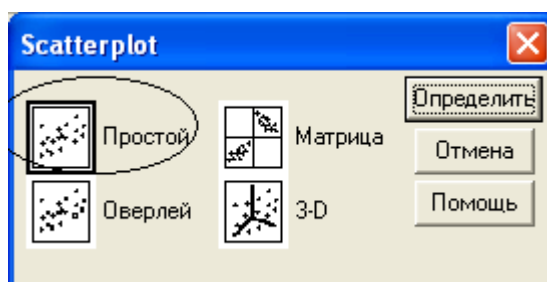 Scatterplot
Простой
Матрица
Оверлей
3-D
Определить
Отмена
Помощь